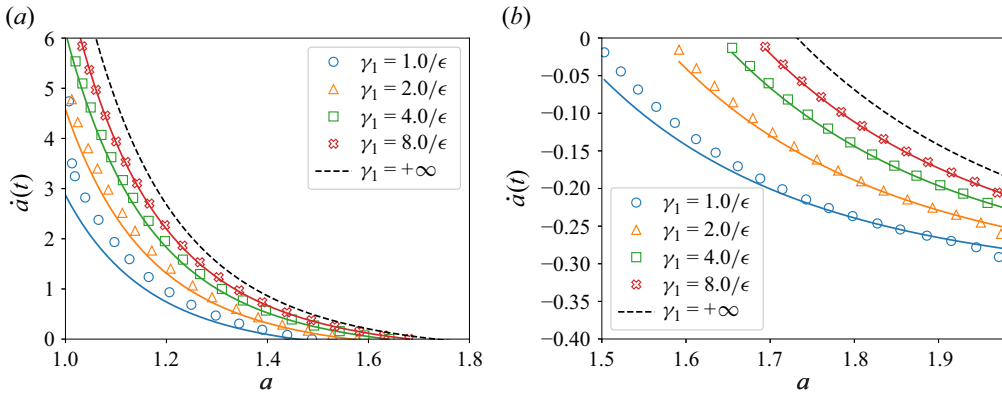 (a)
6
5
4
3
2
1
0
ȧ(t)
γ₁ = 1.0/ϵ
γ₁ = 2.0/ϵ
γ₁ = 4.0/ϵ
γ₁ = 8.0/ϵ
γ₁ = +∞
1.0 1.2 1.4 1.6 1.8
a
(b)
0
−0.05
−0.10
−0.15
−0.20
−0.25
−0.30
−0.35
−0.40
ȧ(t)
γ₁ = 1.0/ϵ
γ₁ = 2.0/ϵ
γ₁ = 4.0/ϵ
γ₁ = 8.0/ϵ
γ₁ = +∞
1.5 1.6 1.7 1.8 1.9
a